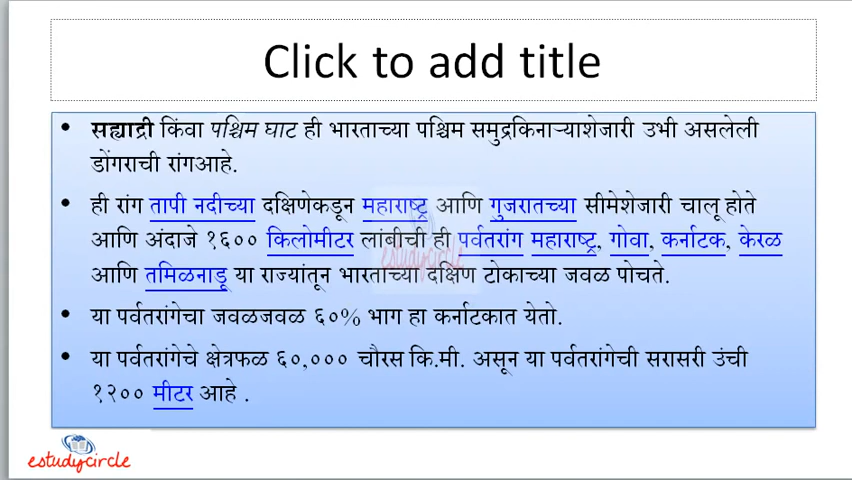 Click to add title
• सह्याद्री किंवा पश्चिम घाट ही भारताच्या पश्चिम समुद्रकिनाऱ्याशेजारी उभी असलेली
डोंगराची रांगआहे.
• ही रांग तापी नदीच्या दक्षिणेकडून महाराष्ट्र आणि गुजरातच्या सीमेशेजारी चालू होते
आणि अंदाजे १६०० किलोमीटर लांबीची ही पर्वतरांग महाराष्ट्र, गोवा, कर्नाटक, केरळ
आणि तमिळनाडू या राज्यांतून भारताच्या दक्षिण टोकाच्या जवळ पोचते.
• या पर्वतरांगेचा जवळजवळ ६०% भाग हा कर्नाटकात येतो.
• या पर्वतरांगेचे क्षेत्रफळ ६०,००० चौरस कि.मी. असून या पर्वतरांगेची सरासरी उंची
१२०० मीटर आहे .
estudycircle
estudycircle